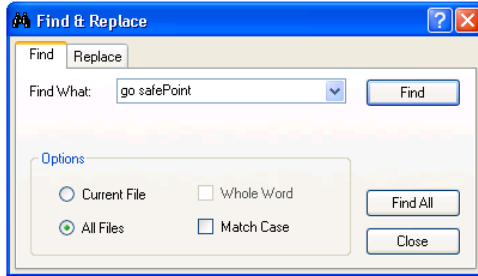 Find & Replace
Find Replace
Find What: go safePoint Find
Options
Current File Whole Word
Find All
All Files Match Case
Close